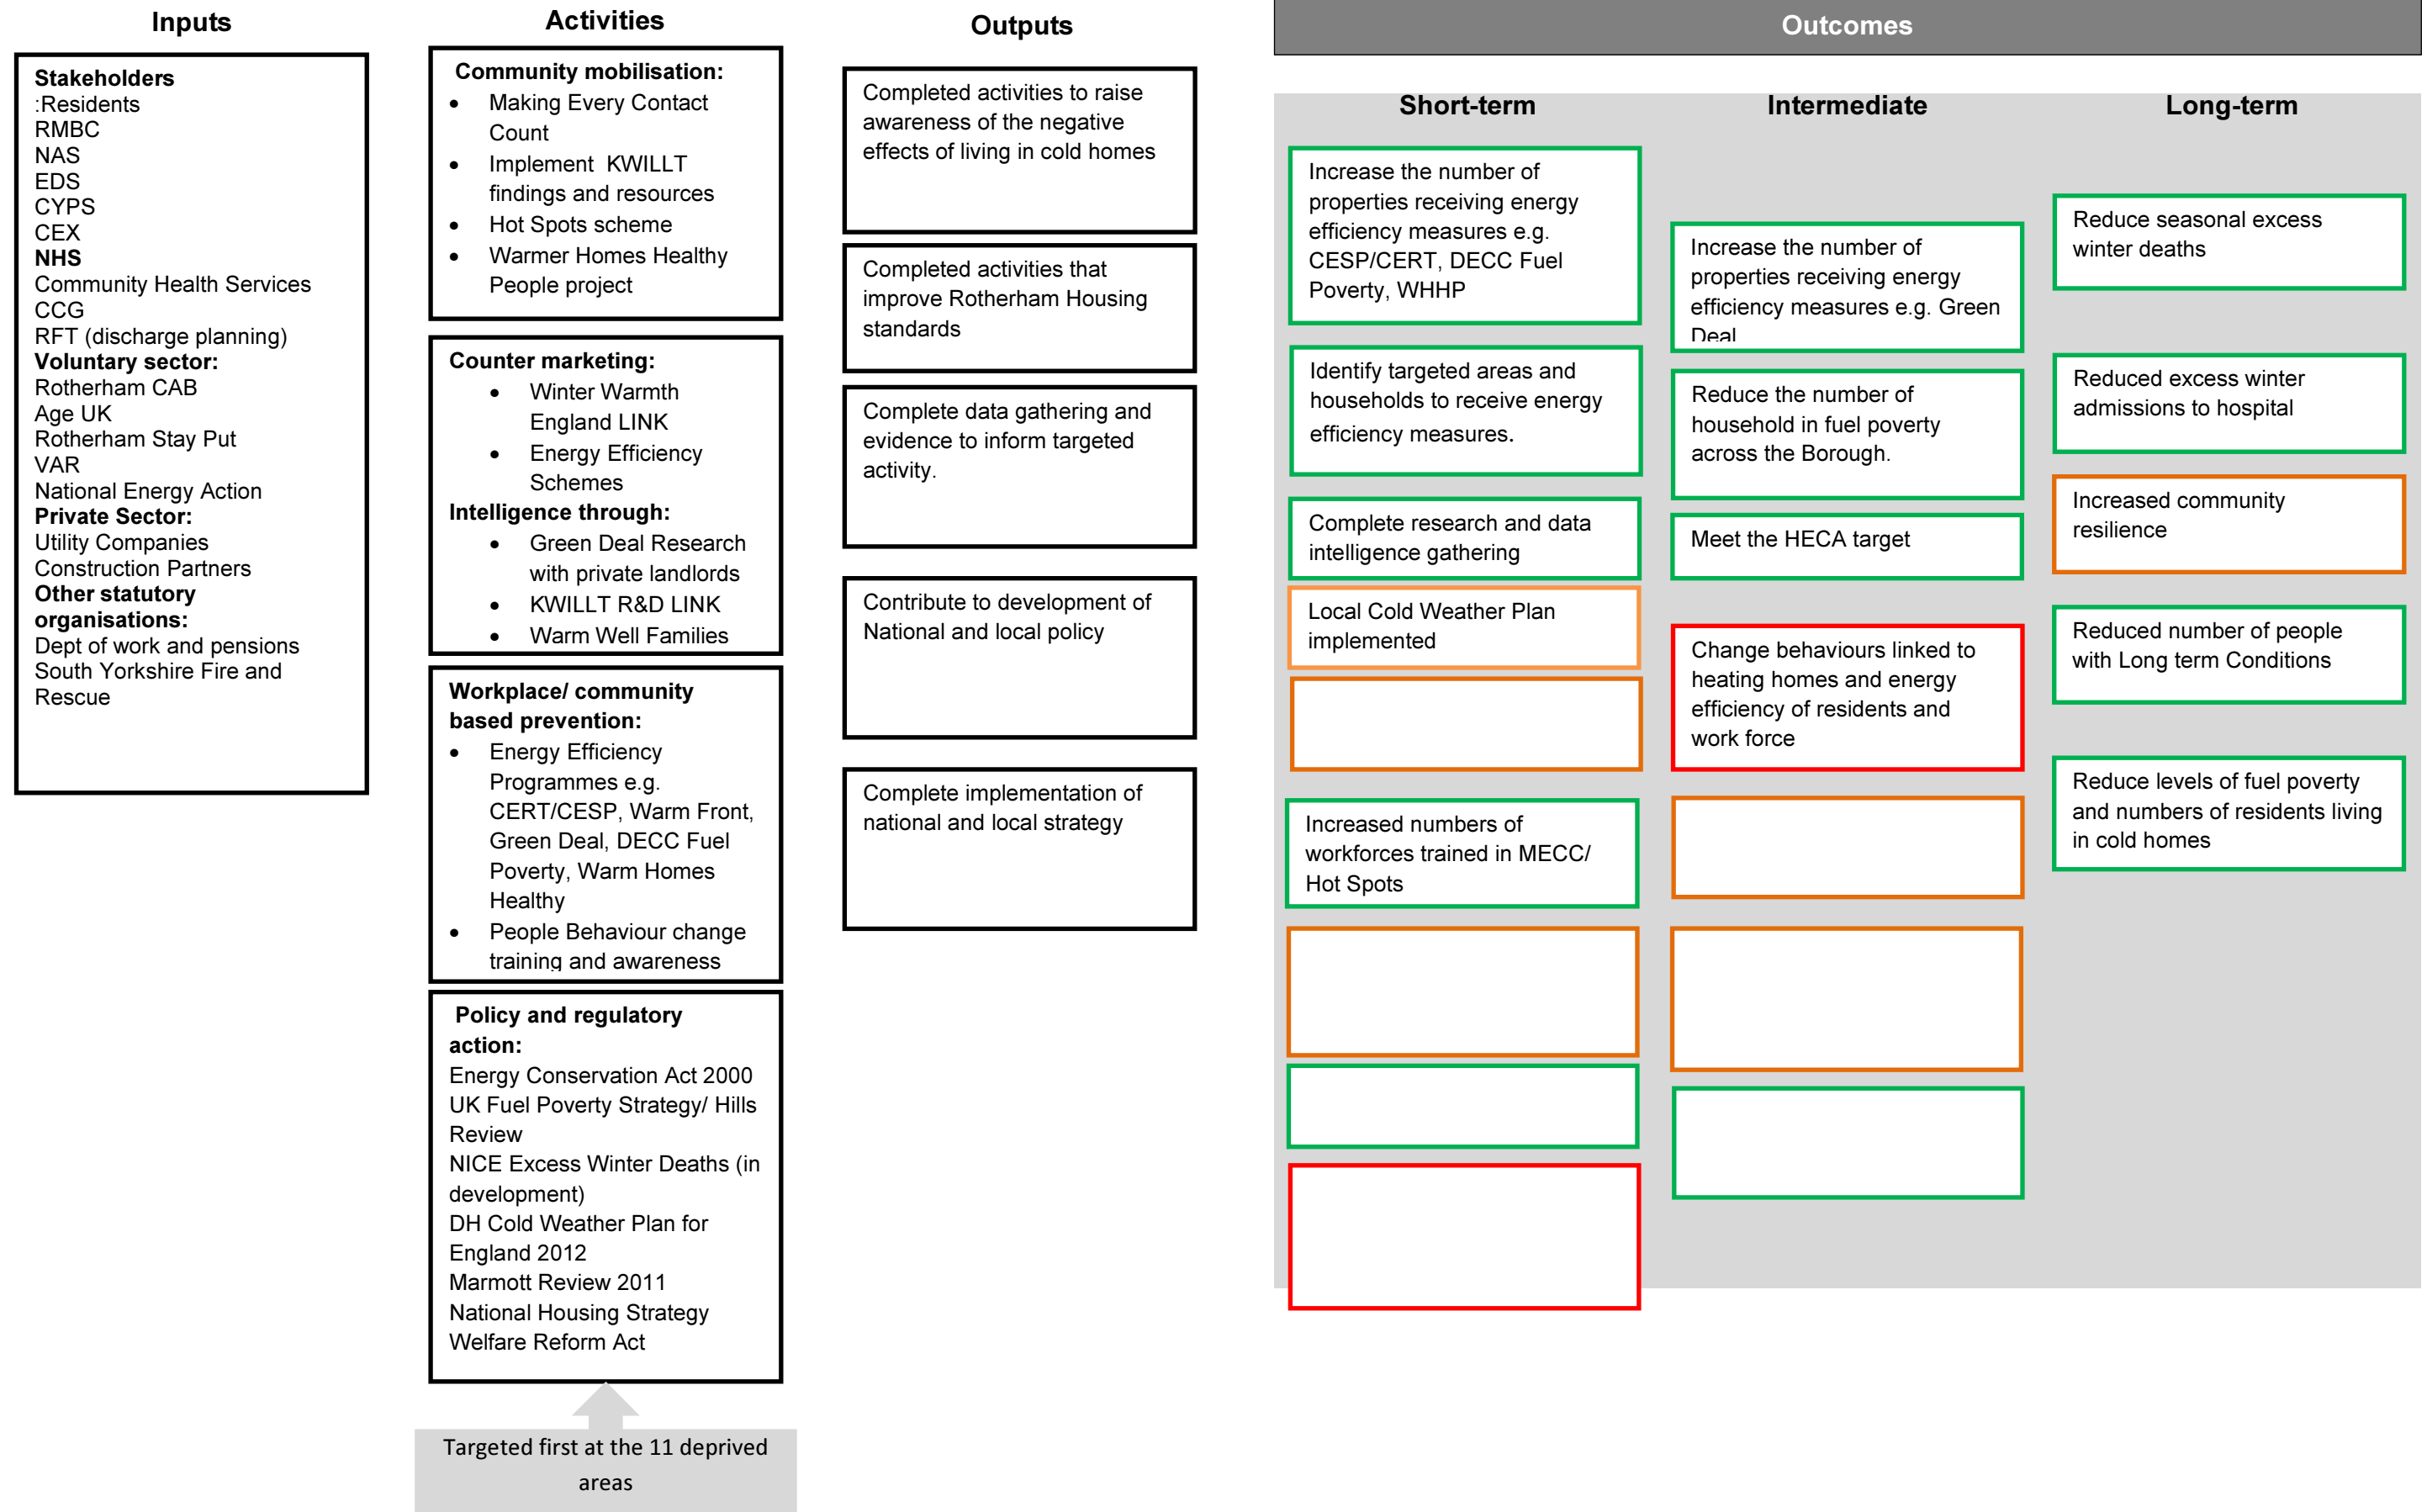 Inputs
Stakeholders
:Residents
RMBC
NAS
EDS
CYPS
CEX
NHS
Community Health Services
CCG
RFT (discharge planning)
Voluntary sector:
Rotherham CAB
Age UK
Rotherham Stay Put
VAR
National Energy Action
Private Sector:
Utility Companies
Construction Partners
Other statutory
organisations:
Dept of work and pensions
South Yorkshire Fire and
Rescue
Activities
Community mobilisation:
• Making Every Contact
Count
• Implement KWILLT
findings and resources
• Hot Spots scheme
• Warmer Homes Healthy
People project
Counter marketing:
• Winter Warmth
England LINK
• Energy Efficiency
Schemes
Intelligence through:
• Green Deal Research
with private landlords
• KWILLT R&D LINK
• Warm Well Families
Workplace/ community
based prevention:
• Energy Efficiency
Programmes e.g.
CERT/CESP, Warm Front,
Green Deal, DECC Fuel
Poverty, Warm Homes
Healthy
• People Behaviour change
training and awareness
Policy and regulatory
action:
Energy Conservation Act 2000
UK Fuel Poverty Strategy/ Hills
Review
NICE Excess Winter Deaths (in
development)
DH Cold Weather Plan for
England 2012
Marmott Review 2011
National Housing Strategy
Welfare Reform Act
Targeted first at the 11 deprived
areas
Outputs
Completed activities to raise
awareness of the negative
effects of living in cold homes
Completed activities that
improve Rotherham Housing
standards
Complete data gathering and
evidence to inform targeted
activity.
Contribute to development of
National and local policy
Complete implementation of
national and local strategy
Outcomes
Short-term
Increase the number of
properties receiving energy
efficiency measures e.g.
CESP/CERT, DECC Fuel
Poverty, WHHP
Identify targeted areas and
households to receive energy
efficiency measures.
Complete research and data
intelligence gathering
Local Cold Weather Plan
implemented
Increased numbers of
workforces trained in MECC/
Hot Spots
Intermediate
Increase the number of
properties receiving energy
efficiency measures e.g. Green
Deal
Reduce the number of
household in fuel poverty
across the Borough.
Meet the HECA target
Change behaviours linked to
heating homes and energy
efficiency of residents and
work force
Long-term
Reduce seasonal excess
winter deaths
Reduced excess winter
admissions to hospital
Increased community
resilience
Reduced number of people
with Long term Conditions
Reduce levels of fuel poverty
and numbers of residents living
in cold homes